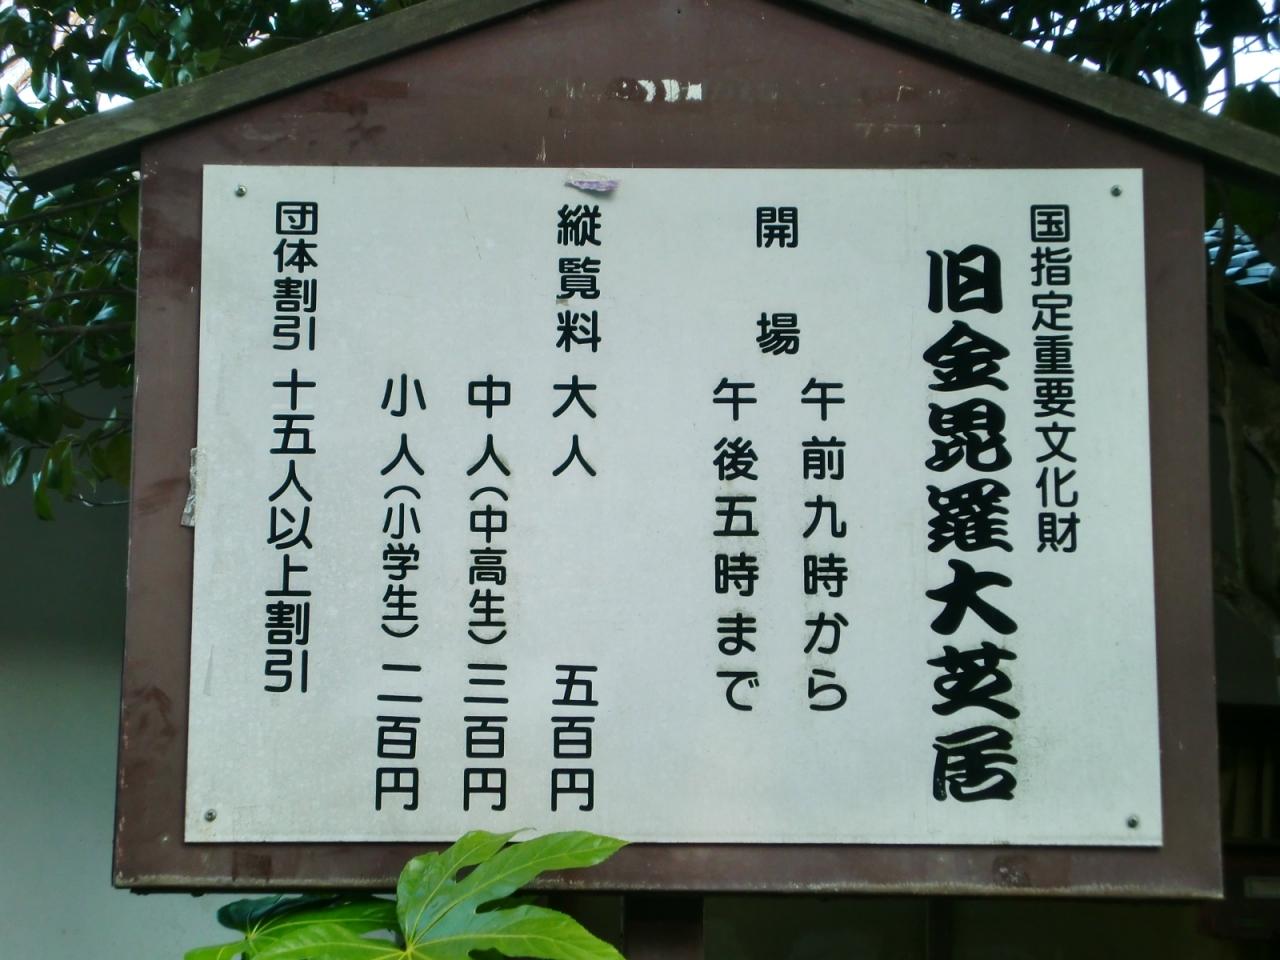 国指定重要文化財
旧金毘羅大芝居
開場
午前九時から
午後五時まで
縦覧料 大人 五百円
中人(中高生)三百円
小人(小学生)二百円
団体割引 十五人以上割引